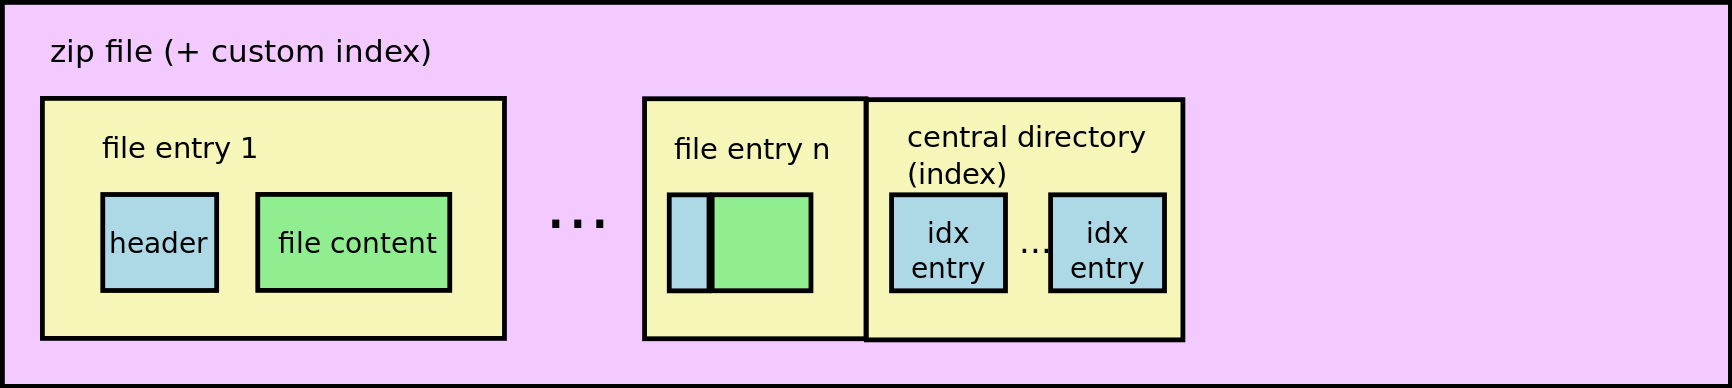 zip file (+ custom index)
file entry 1
header
file content
...
file entry n
central directory
(index)
idx
entry
...
idx
entry